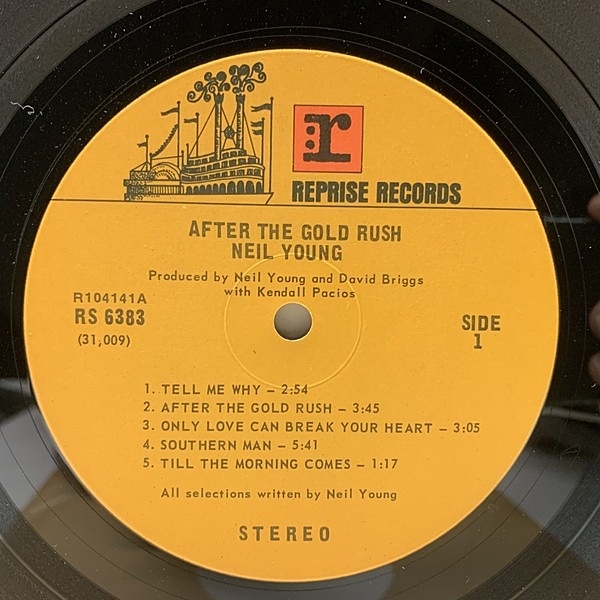 r
REPRISE RECORDS
AFTER THE GOLD RUSH
NEIL YOUNG
Produced by Neil Young and David Briggs
with Kendall Pacios
R104141A
RS 6383
(31,009)
SIDE
1
1. TELL ME WHY – 2:54
2. AFTER THE GOLD RUSH – 3:45
3. ONLY LOVE CAN BREAK YOUR HEART – 3:05
4. SOUTHERN MAN – 5:41
5. TILL THE MORNING COMES – 1:17
All selections written by Neil Young
STEREO